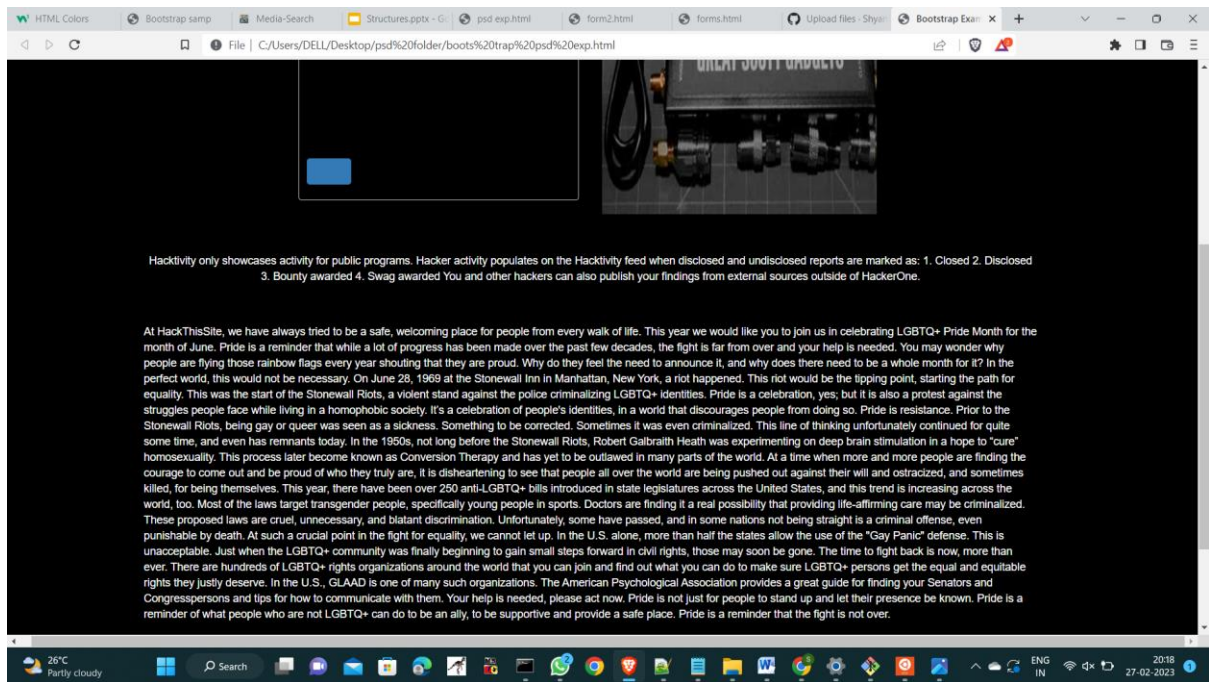 HTML Colors
Bootstrap samp
Media-Search
Structures.pptx - Go
psd exp.html
form2.html
forms.html
Upload files · Shyam
Bootstrap Exam
File | C:/Users/DELL/Desktop/psd%20folder/boots%20trap%20psd%20exp.html
GREAT SCOTT GADGETS
Hacktivity only showcases activity for public programs. Hacker activity populates on the Hacktivity feed when disclosed and undisclosed reports are marked as: 1. Closed 2. Disclosed
3. Bounty awarded 4. Swag awarded You and other hackers can also publish your findings from external sources outside of HackerOne.
At HackThisSite, we have always tried to be a safe, welcoming place for people from every walk of life. This year we would like you to join us in celebrating LGBTQ+ Pride Month for the
month of June. Pride is a reminder that while a lot of progress has been made over the past few decades, the fight is far from over and your help is needed. You may wonder why
people are flying those rainbow flags every year shouting that they are proud. Why do they feel the need to announce it, and why does there need to be a whole month for it? In the
perfect world, this would not be necessary. On June 28, 1969 at the Stonewall Inn in Manhattan, New York, a riot happened. This riot would be the tipping point, starting the path for
equality. This was the start of the Stonewall Riots, a violent stand against the police criminalizing LGBTQ+ identities. Pride is a celebration, yes; but it is also a protest against the
struggles people face while living in a homophobic society. It's a celebration of people's identities, in a world that discourages people from doing so. Pride is resistance. Prior to the
Stonewall Riots, being gay or queer was seen as a sickness. Something to be corrected. Sometimes it was even criminalized. This line of thinking unfortunately continued for quite
some time, and even has remnants today. In the 1950s, not long before the Stonewall Riots, Robert Galbraith Heath was experimenting on deep brain stimulation in a hope to "cure"
homosexuality. This process later become known as Conversion Therapy and has yet to be outlawed in many parts of the world. At a time when more and more people are finding the
courage to come out and be proud of who they truly are, it is disheartening to see that people all over the world are being pushed out against their will and ostracized, and sometimes
killed, for being themselves. This year, there have been over 250 anti-LGBTQ+ bills introduced in state legislatures across the United States, and this trend is increasing across the
world, too. Most of the laws target transgender people, specifically young people in sports. Doctors are finding it a real possibility that providing life-affirming care may be criminalized.
These proposed laws are cruel, unnecessary, and blatant discrimination. Unfortunately, some have passed, and in some nations not being straight is a criminal offense, even
punishable by death. At such a crucial point in the fight for equality, we cannot let up. In the U.S. alone, more than half the states allow the use of the "Gay Panic" defense. This is
unacceptable. Just when the LGBTQ+ community was finally beginning to gain small steps forward in civil rights, those may soon be gone. The time to fight back is now, more than
ever. There are hundreds of LGBTQ+ rights organizations around the world that you can join and find out what you can do to make sure LGBTQ+ persons get the equal and equitable
rights they justly deserve. In the U.S., GLAAD is one of many such organizations. The American Psychological Association provides a great guide for finding your Senators and
Congresspersons and tips for how to communicate with them. Your help is needed, please act now. Pride is not just for people to stand up and let their presence be known. Pride is a
reminder of what people who are not LGBTQ+ can do to be an ally, to be supportive and provide a safe place. Pride is a reminder that the fight is not over.
26°C
Partly cloudy
Search
ENG
IN
20:18
27-02-2023
1